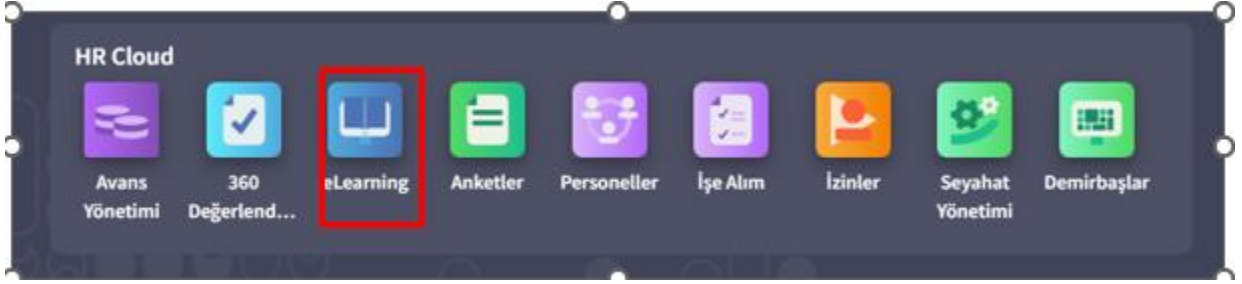 HR Cloud
Avans
Yönetimi
360
Değerlend...
eLearning
Anketler
Personeller
İşe Alım
İzinler
Seyahat
Yönetimi
Demirbaşlar